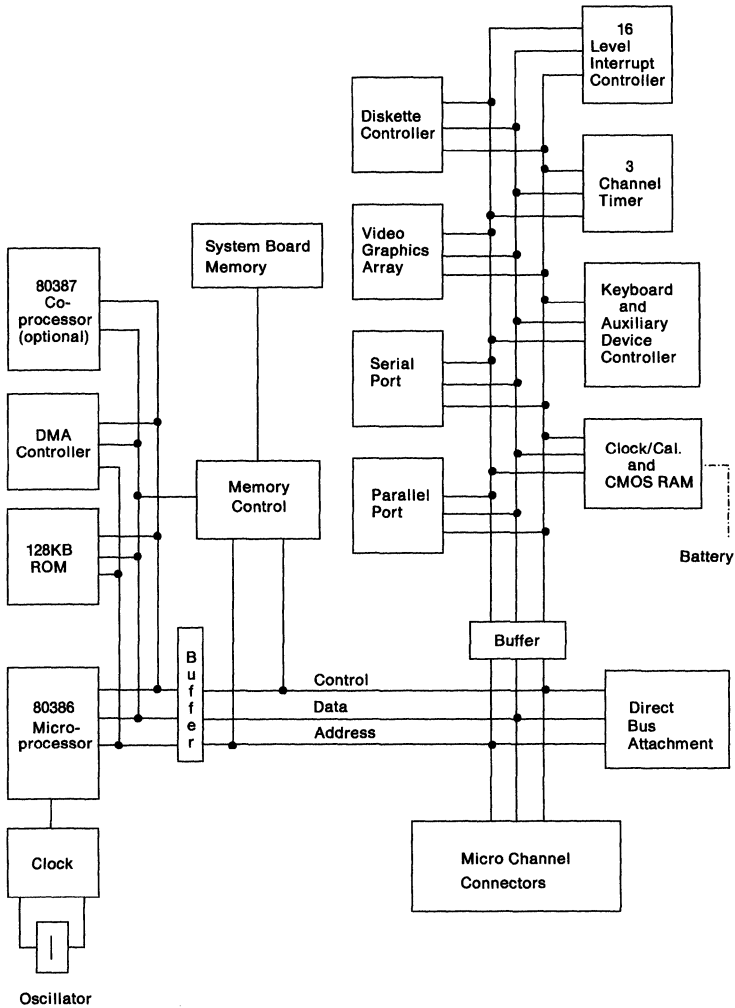 16
Level
Interrupt
Controller
Diskette
Controller
3
Channel
Timer
Video
Graphics
Array
System Board
Memory
80387
Co-
processor
(optional)
Keyboard
and
Auxiliary
Device
Controller
Serial
Port
DMA
Controller
Clock/Cal.
and
CMOS RAM
Memory
Control
Parallel
Port
128KB
ROM
Battery
Buffer
Buffer
80386
Micro-
processor
Control
Data
Address
Direct
Bus
Attachment
Clock
Micro Channel
Connectors
Oscillator